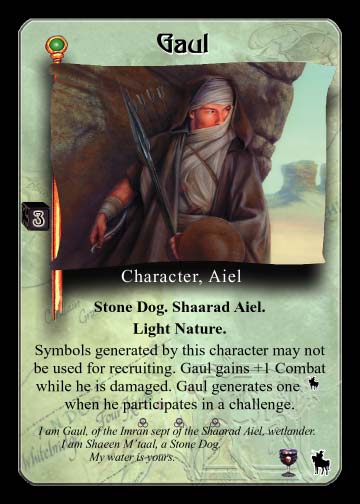 Gaul
3
Character, Aiel
Stone Dog. Shaarad Aiel.
Light Nature.
Symbols generated by this character may not
be used for recruiting. Gaul gains +1 Combat
while he is damaged. Gaul generates one
when he participates in a challenge.
I am Gaul, of the Imran sept of the Shaarad Aiel, wetlander.
I am Shaeen M'taal, a Stone Dog.
My water is yours.